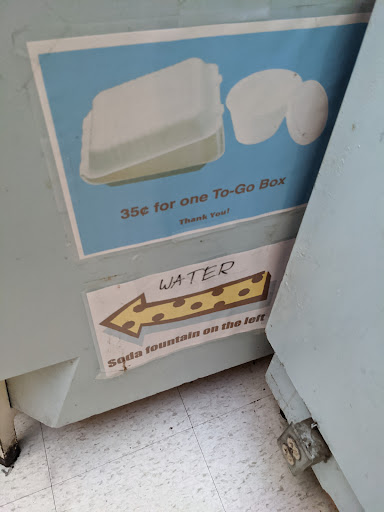 35¢ for one To-Go Box
Thank You!
WATER
Soda fountain on the left